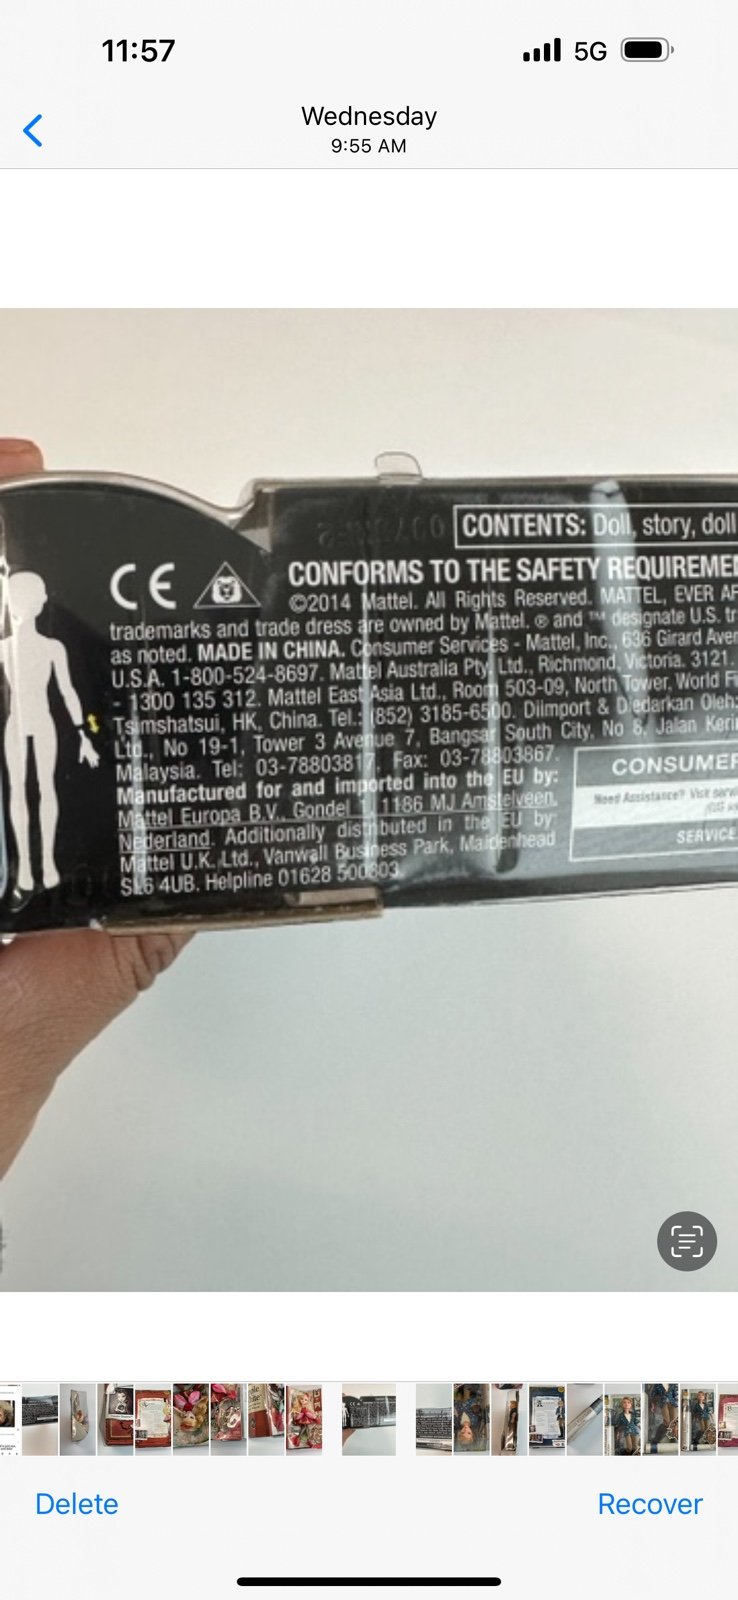 11:57
5G
Wednesday
9:55 AM
CONTENTS: Doll, story, doll
CE
CONFORMS TO THE SAFETY REQUIREME
©2014 Mattel. All Rights Reserved. MATTEL, EVER AF
trademarks and trade dress are owned by Mattel. ® and ™ designate U.S. tr
as noted. MADE IN CHINA. Consumer Services - Mattel, Inc., 636 Girard Aven
U.S.A. 1-800-524-8697. Mattel Australia Pty. Ltd., Richmond, Victoria. 3121.
- 1300 135 312. Mattel East Asia Ltd., Room 503-09, North Tower, World Fi
Tsimshatsui, HK, China. Tel.: (852) 3185-6500. Diimport & Diedarkan Oleh:
Ltd., No 19-1, Tower 3 Avenue 7, Bangsar South City, No 8, Jalan Keri
Malaysia. Tel: 03-78803817, Fax: 03-78803867.
CONSUMER
Manufactured for and imported into the EU by:
Need Assistance? Visit
Mattel Europa B.V., Gondel 1, 1186 MJ Amstelveen,
Nederland. Additionally distributed in the EU by
SERVICE
Mattel U.K. Ltd., Vanwall Business Park, Maidenhead
SL6 4UB. Helpline 01628 500303.
Delete
Recover